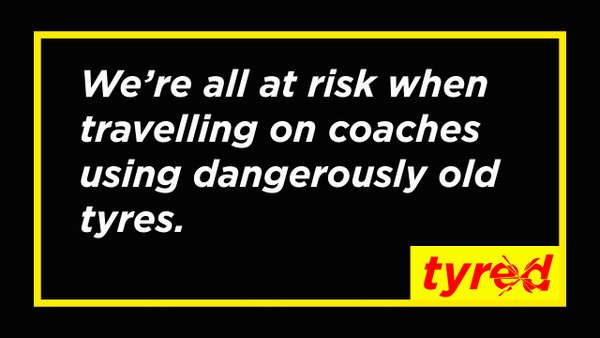 We’re all at risk when
travelling on coaches
using dangerously old
tyres.
tyred